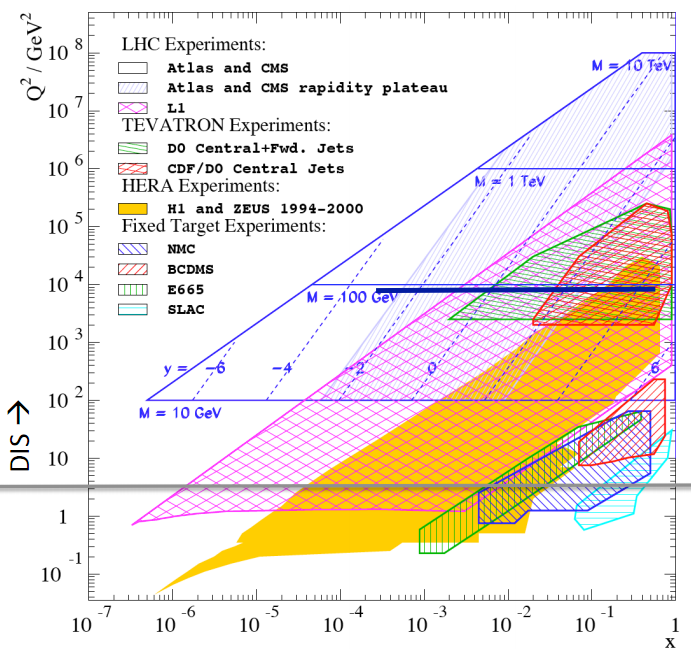 Q² / GeV²
10⁸
10⁷
10⁶
10⁵
10⁴
10³
10²
10
1
10⁻¹
DIS →
LHC Experiments:
Atlas and CMS
Atlas and CMS rapidity plateau
L1
TEVATRON Experiments:
D0 Central+Fwd. Jets
CDF/D0 Central Jets
HERA Experiments:
H1 and ZEUS 1994-2000
Fixed Target Experiments:
NMC
BCDMS
E665
SLAC
M = 10 TeV
M = 1 TeV
M = 100 GeV
y = -6 -4 -2 0 6
M = 10 GeV
10⁻⁷ 10⁻⁶ 10⁻⁵ 10⁻⁴ 10⁻³ 10⁻² 10⁻¹ 1
x